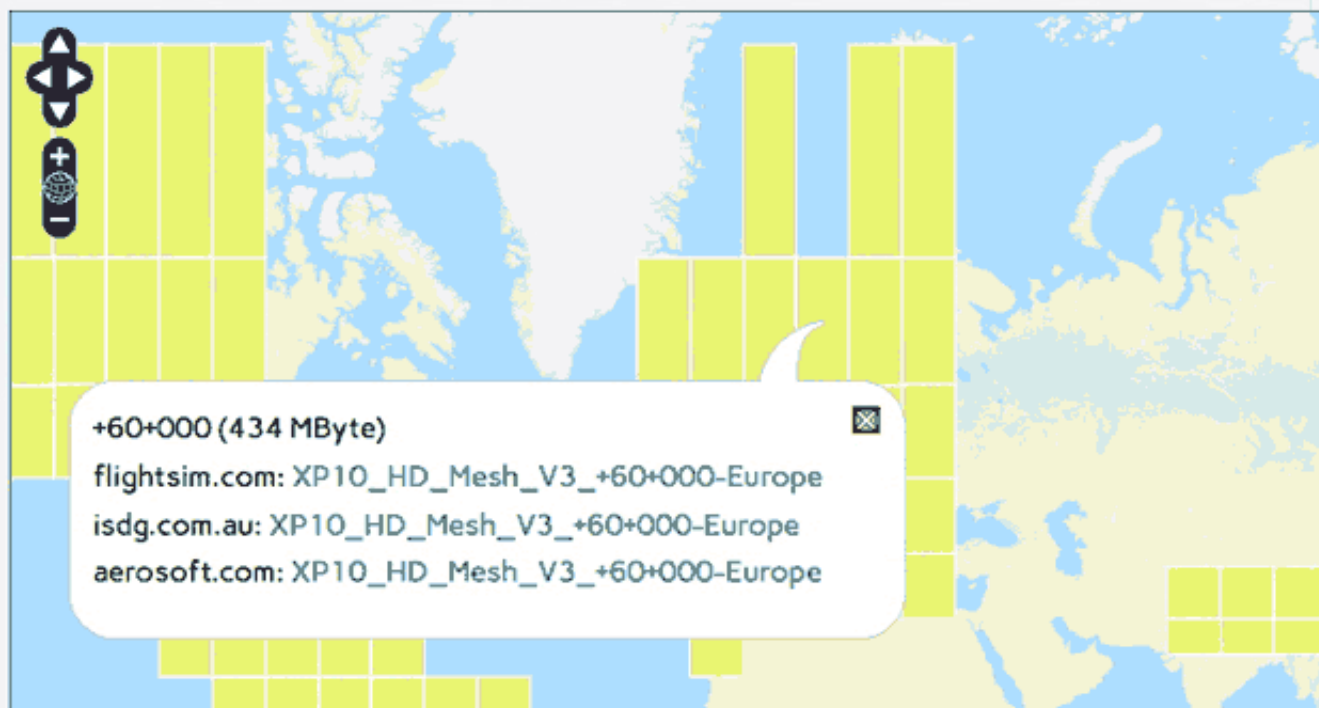 +60+000 (434 MByte)
flightsim.com: XP10_HD_Mesh_V3_+60+000-Europe
isdg.com.au: XP10_HD_Mesh_V3_+60+000-Europe
aerosoft.com: XP10_HD_Mesh_V3_+60+000-Europe